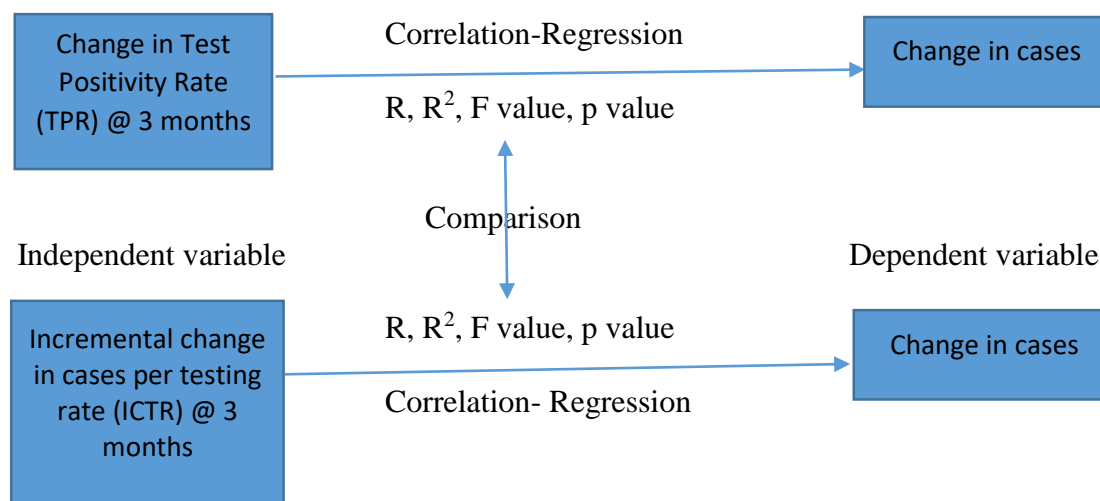 Change in Test
Positivity Rate
(TPR) @ 3 months
Correlation-Regression
Change in cases
R, R², F value, p value
Comparison
Independent variable
Dependent variable
Incremental change
in cases per testing
rate (ICTR) @ 3
months
R, R², F value, p value
Change in cases
Correlation- Regression